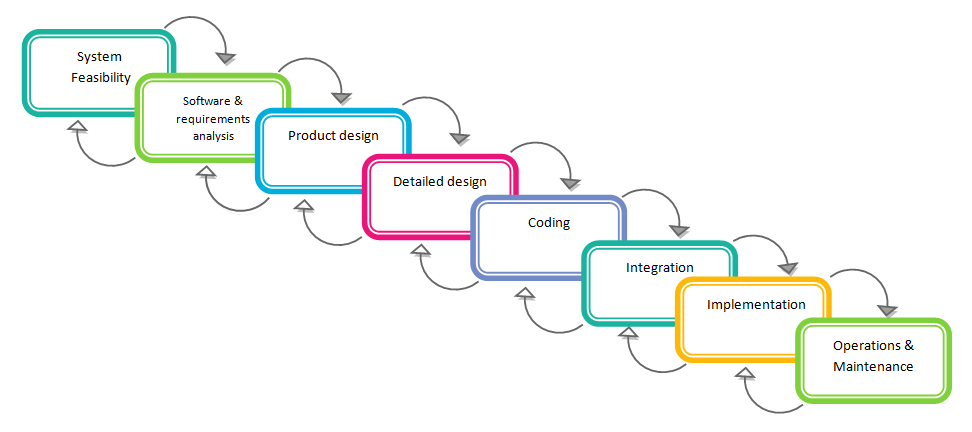 System
Feasibility
Software &
requirements
analysis
Product design
Detailed design
Coding
Integration
Implementation
Operations &
Maintenance